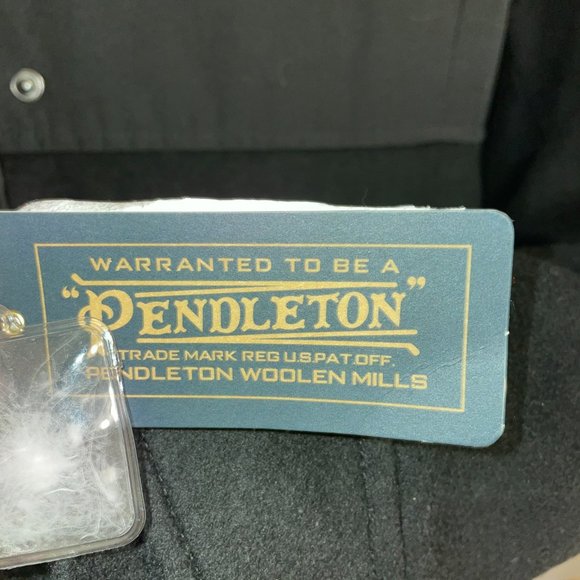 WARRANTED TO BE A
"PENDLETON"
TRADE MARK REG U.S.PAT.OFF.
PENDLETON WOOLEN MILLS